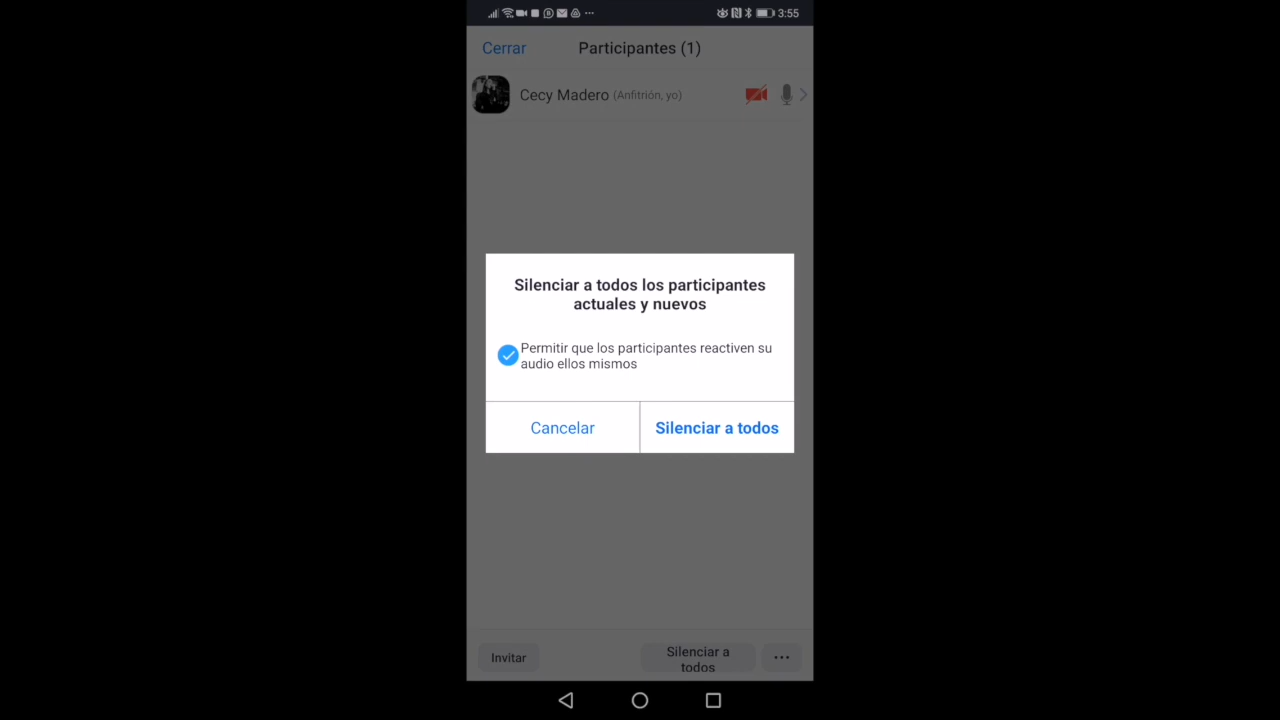 3:55
Cerrar
Participantes (1)
Cecy Madero (Anfitrión, yo)
Silenciar a todos los participantes
actuales y nuevos
Permitir que los participantes reactiven su
audio ellos mismos
Cancelar
Silenciar a todos
Invitar
Silenciar a
todos